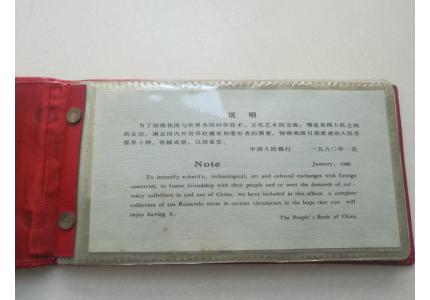 说 明
为了加强我国与世界各国科学技术、文化艺术的交流，增进各国人民之间
的友谊，满足国内外货币收藏家和爱好者的需要，特将我国目前流通的人民币
票券十种，装帧成册，以供鉴赏。
中国人民银行 一九八〇年一月
Note January, 1980
To intensify scientific, technological, art and cultural exchanges with foreign
countries, to foster friendship with their people and to meet the demands of cur-
rency collectors in and out of China, we have included in this album a complete
collection of ten Renminbi notes in current circulation in the hope that you will
enjoy having it.
The People's Bank of China